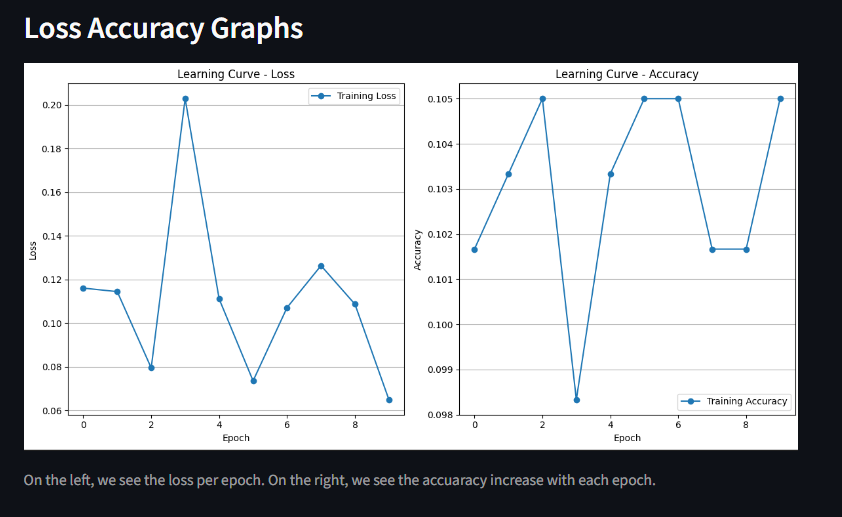 Loss Accuracy Graphs
Learning Curve - Loss
Training Loss
0.20
0.18
0.16
0.14
0.12
0.10
0.08
0.06
Loss
0 2 4 6 8
Epoch
Learning Curve - Accuracy
0.105
0.104
0.103
0.102
0.101
0.100
0.099
0.098
Accuracy
Training Accuracy
0 2 4 6 8
Epoch
On the left, we see the loss per epoch. On the right, we see the accuaracy increase with each epoch.